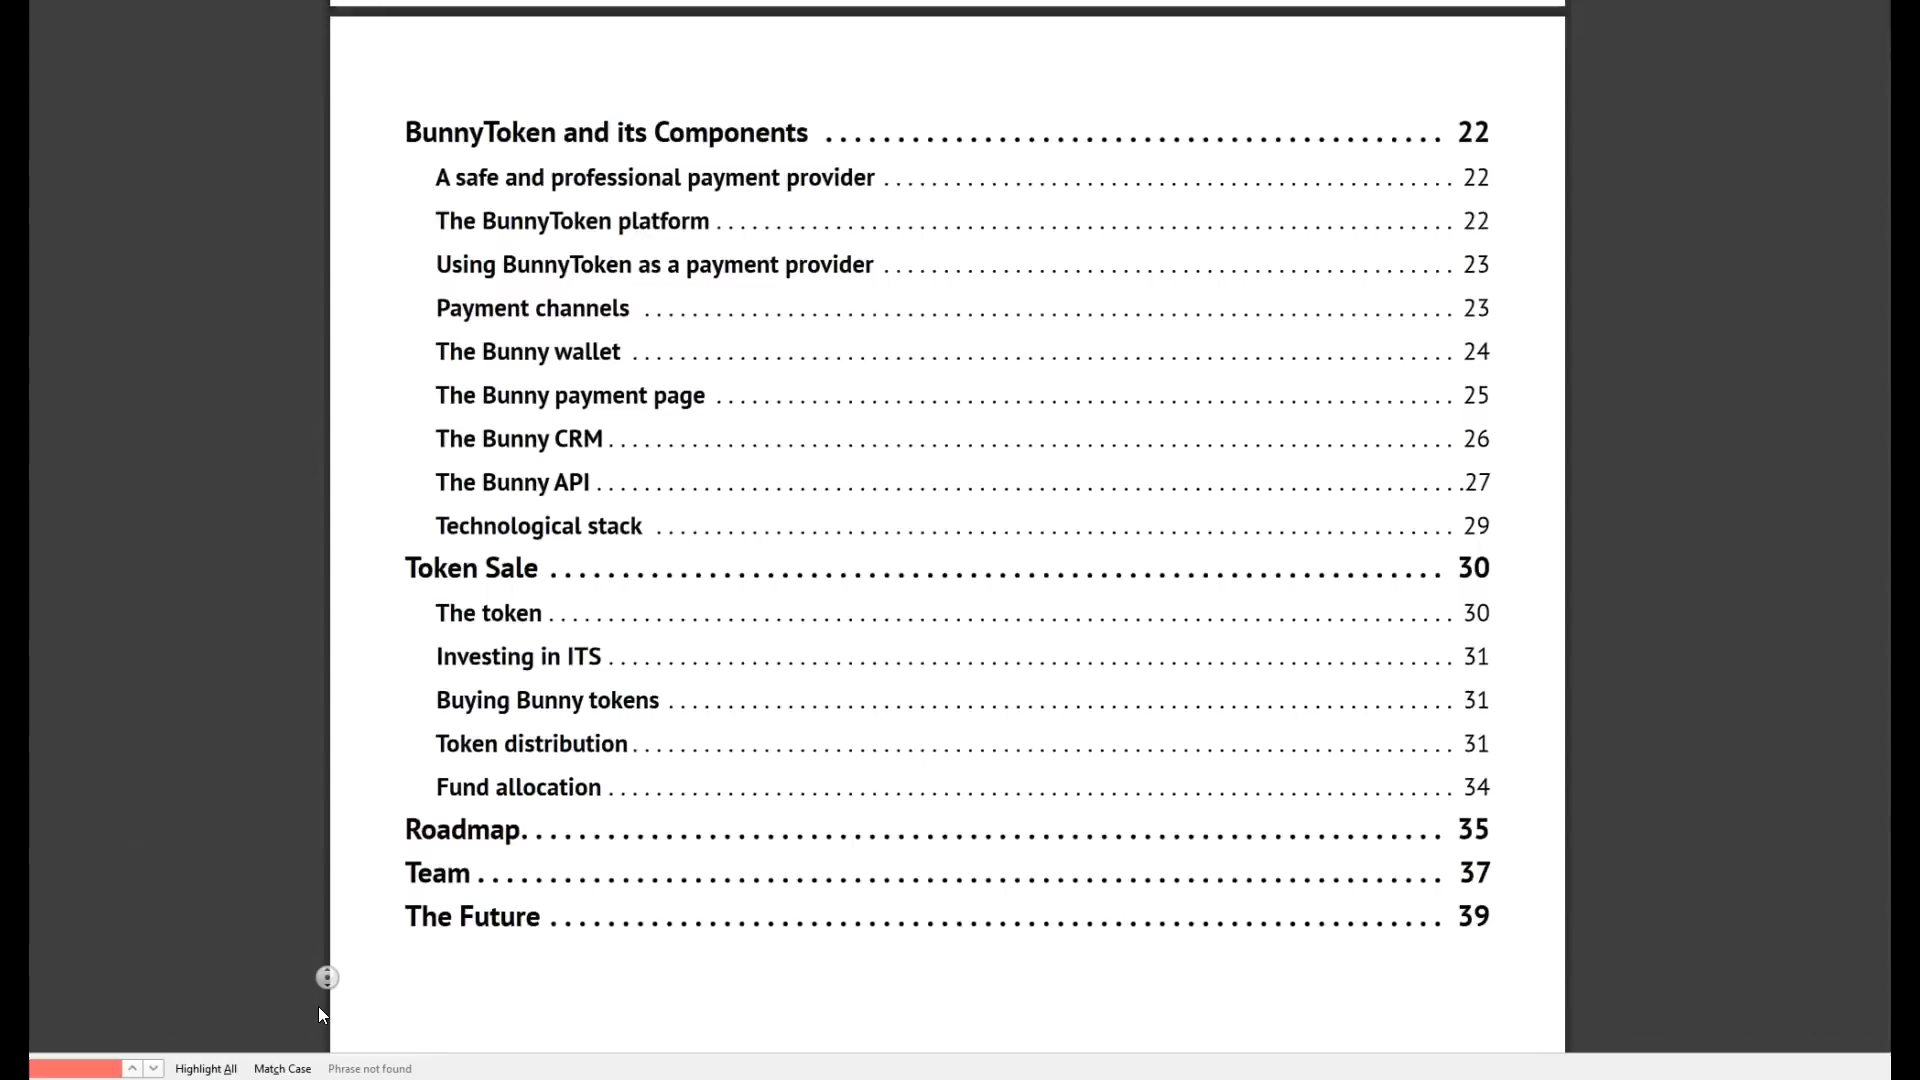 BunnyToken and its Components . . . . . . . . . . . . . . . . . . . . . . . . . . . . . . . . . . . . . . . . . . . 22
A safe and professional payment provider . . . . . . . . . . . . . . . . . . . . . . . . . . . . . . . . . . . . . . . . 22
The BunnyToken platform . . . . . . . . . . . . . . . . . . . . . . . . . . . . . . . . . . . . . . . . 22
Using BunnyToken as a payment provider . . . . . . . . . . . . . . . . . . . . . . . . . . . . . . . . . . . . . . . . 23
Payment channels . . . . . . . . . . . . . . . . . . . . . . . . . . . . . . . . . . . . . . . . 23
The Bunny wallet . . . . . . . . . . . . . . . . . . . . . . . . . . . . . . . . . . . . . . . . 24
The Bunny payment page . . . . . . . . . . . . . . . . . . . . . . . . . . . . . . . . . . . . . . . . 25
The Bunny CRM . . . . . . . . . . . . . . . . . . . . . . . . . . . . . . . . . . . . . . . . 26
The Bunny API . . . . . . . . . . . . . . . . . . . . . . . . . . . . . . . . . . . . . . . . .27
Technological stack . . . . . . . . . . . . . . . . . . . . . . . . . . . . . . . . . . . . . . . . 29
Token Sale . . . . . . . . . . . . . . . . . . . . . . . . . . . . . . . . . . . . . . . . 30
The token . . . . . . . . . . . . . . . . . . . . . . . . . . . . . . . . . . . . . . . . 30
Investing in ITS . . . . . . . . . . . . . . . . . . . . . . . . . . . . . . . . . . . . . . . . 31
Buying Bunny tokens . . . . . . . . . . . . . . . . . . . . . . . . . . . . . . . . . . . . . . . . 31
Token distribution . . . . . . . . . . . . . . . . . . . . . . . . . . . . . . . . . . . . . . . . 31
Fund allocation . . . . . . . . . . . . . . . . . . . . . . . . . . . . . . . . . . . . . . . . 34
Roadmap. . . . . . . . . . . . . . . . . . . . . . . . . . . . . . . . . . . . . . . . 35
Team . . . . . . . . . . . . . . . . . . . . . . . . . . . . . . . . . . . . . . . . 37
The Future . . . . . . . . . . . . . . . . . . . . . . . . . . . . . . . . . . . . . . . . 39
Highlight All Match Case Phrase not found